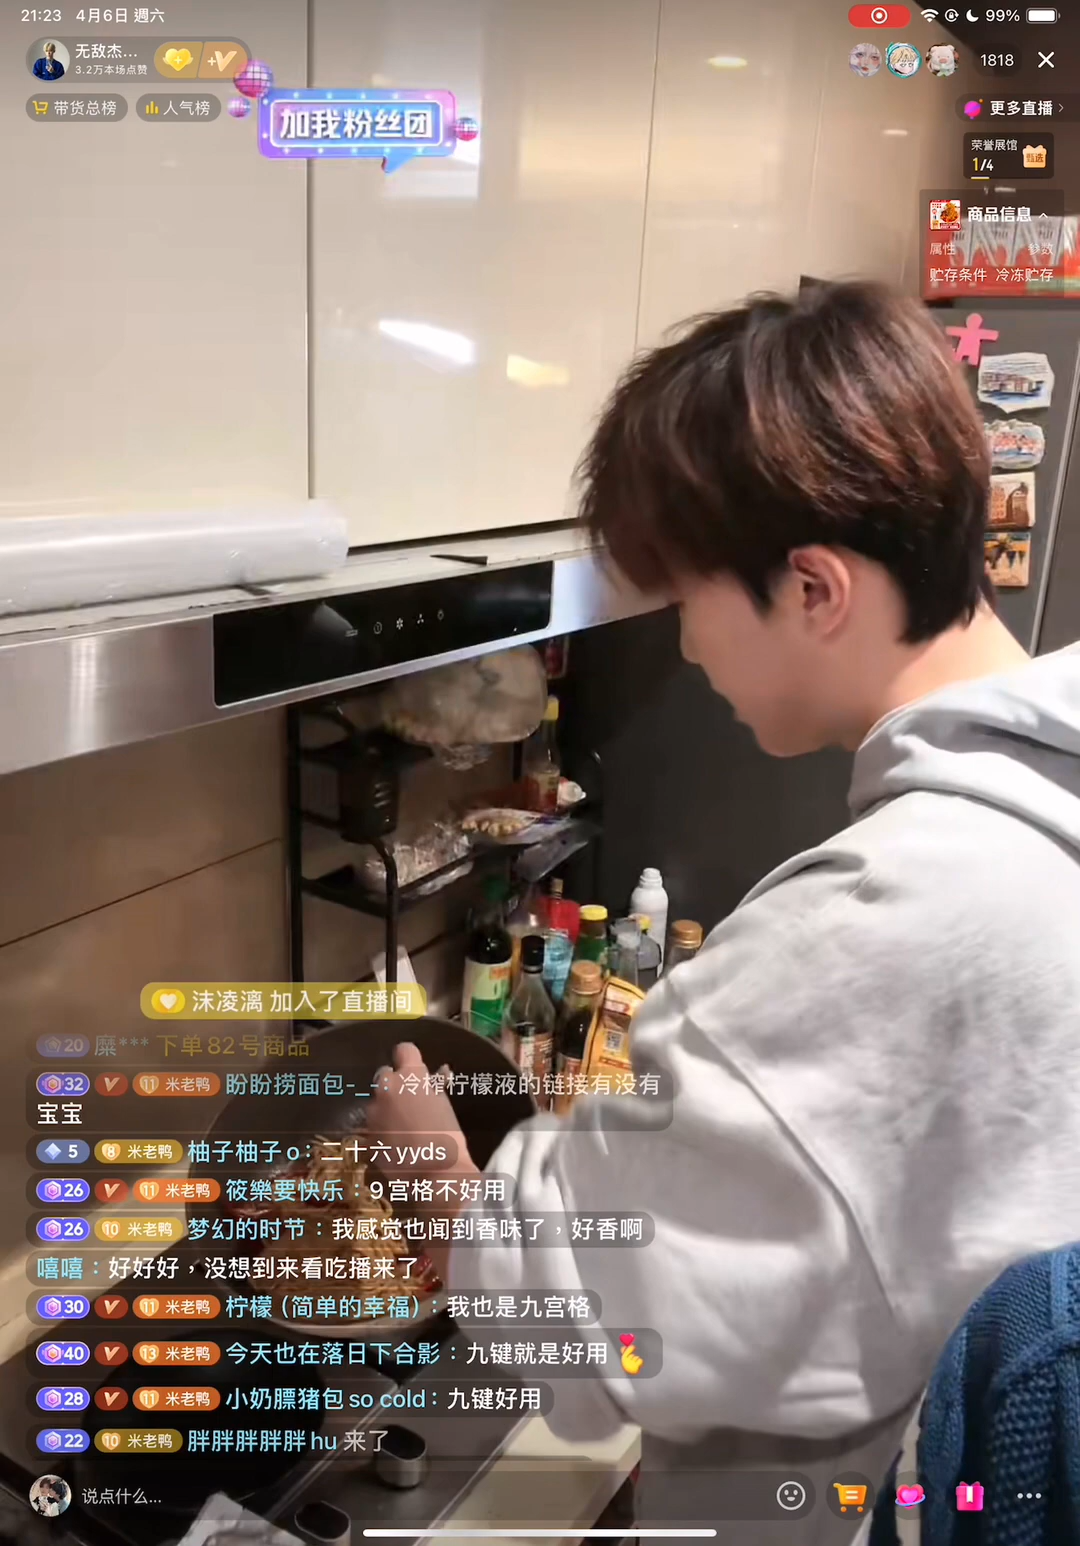 21:23 4月6日 週六
99%
无敌杰...
3.2万本场点赞
+V
1818
带货总榜
人气榜
加我粉丝团
更多直播
荣誉展馆
1/4
甄选
商品信息
属性 参数
贮存条件 冷冻贮存
沫凌漓 加入了直播间
20 糜*** 下单82号商品
32 V 11 米老鸭 盼盼捞面包-_-：冷榨柠檬液的链接有没有
宝宝
5 8 米老鸭 柚子柚子o：二十六yyds
26 V 11 米老鸭 筱樂要快乐：9宫格不好用
26 10 米老鸭 梦幻的时节：我感觉也闻到香味了，好香啊
嘻嘻：好好好，没想到来看吃播来了
30 V 11 米老鸭 柠檬 (简单的幸福)：我也是九宫格
40 V 13 米老鸭 今天也在落日下合影：九键就是好用
28 V 11 米老鸭 小奶膘猪包 so cold：九键好用
22 10 米老鸭 胖胖胖胖胖hu 来了
说点什么...